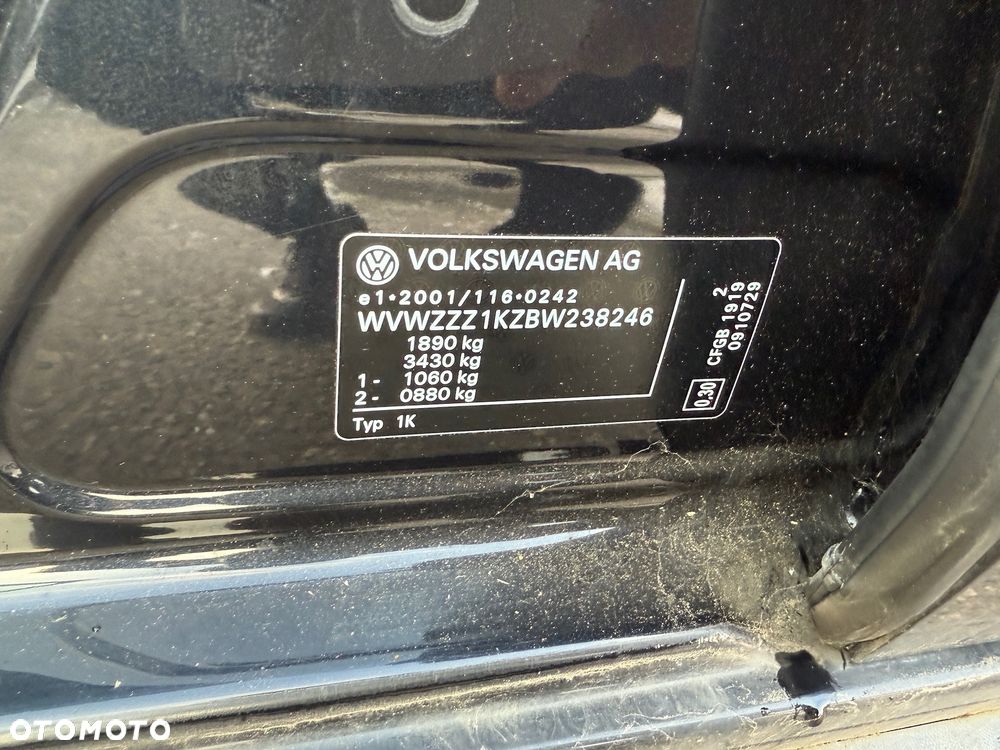 VOLKSWAGEN AG
e1*2001/116*0242
WVWZZZ1KZBW238246
1890 kg
3430 kg
1 - 1060 kg
2 - 0880 kg
Typ 1K
2
CFGB 1919
0910729
0.30
OTOMOTO